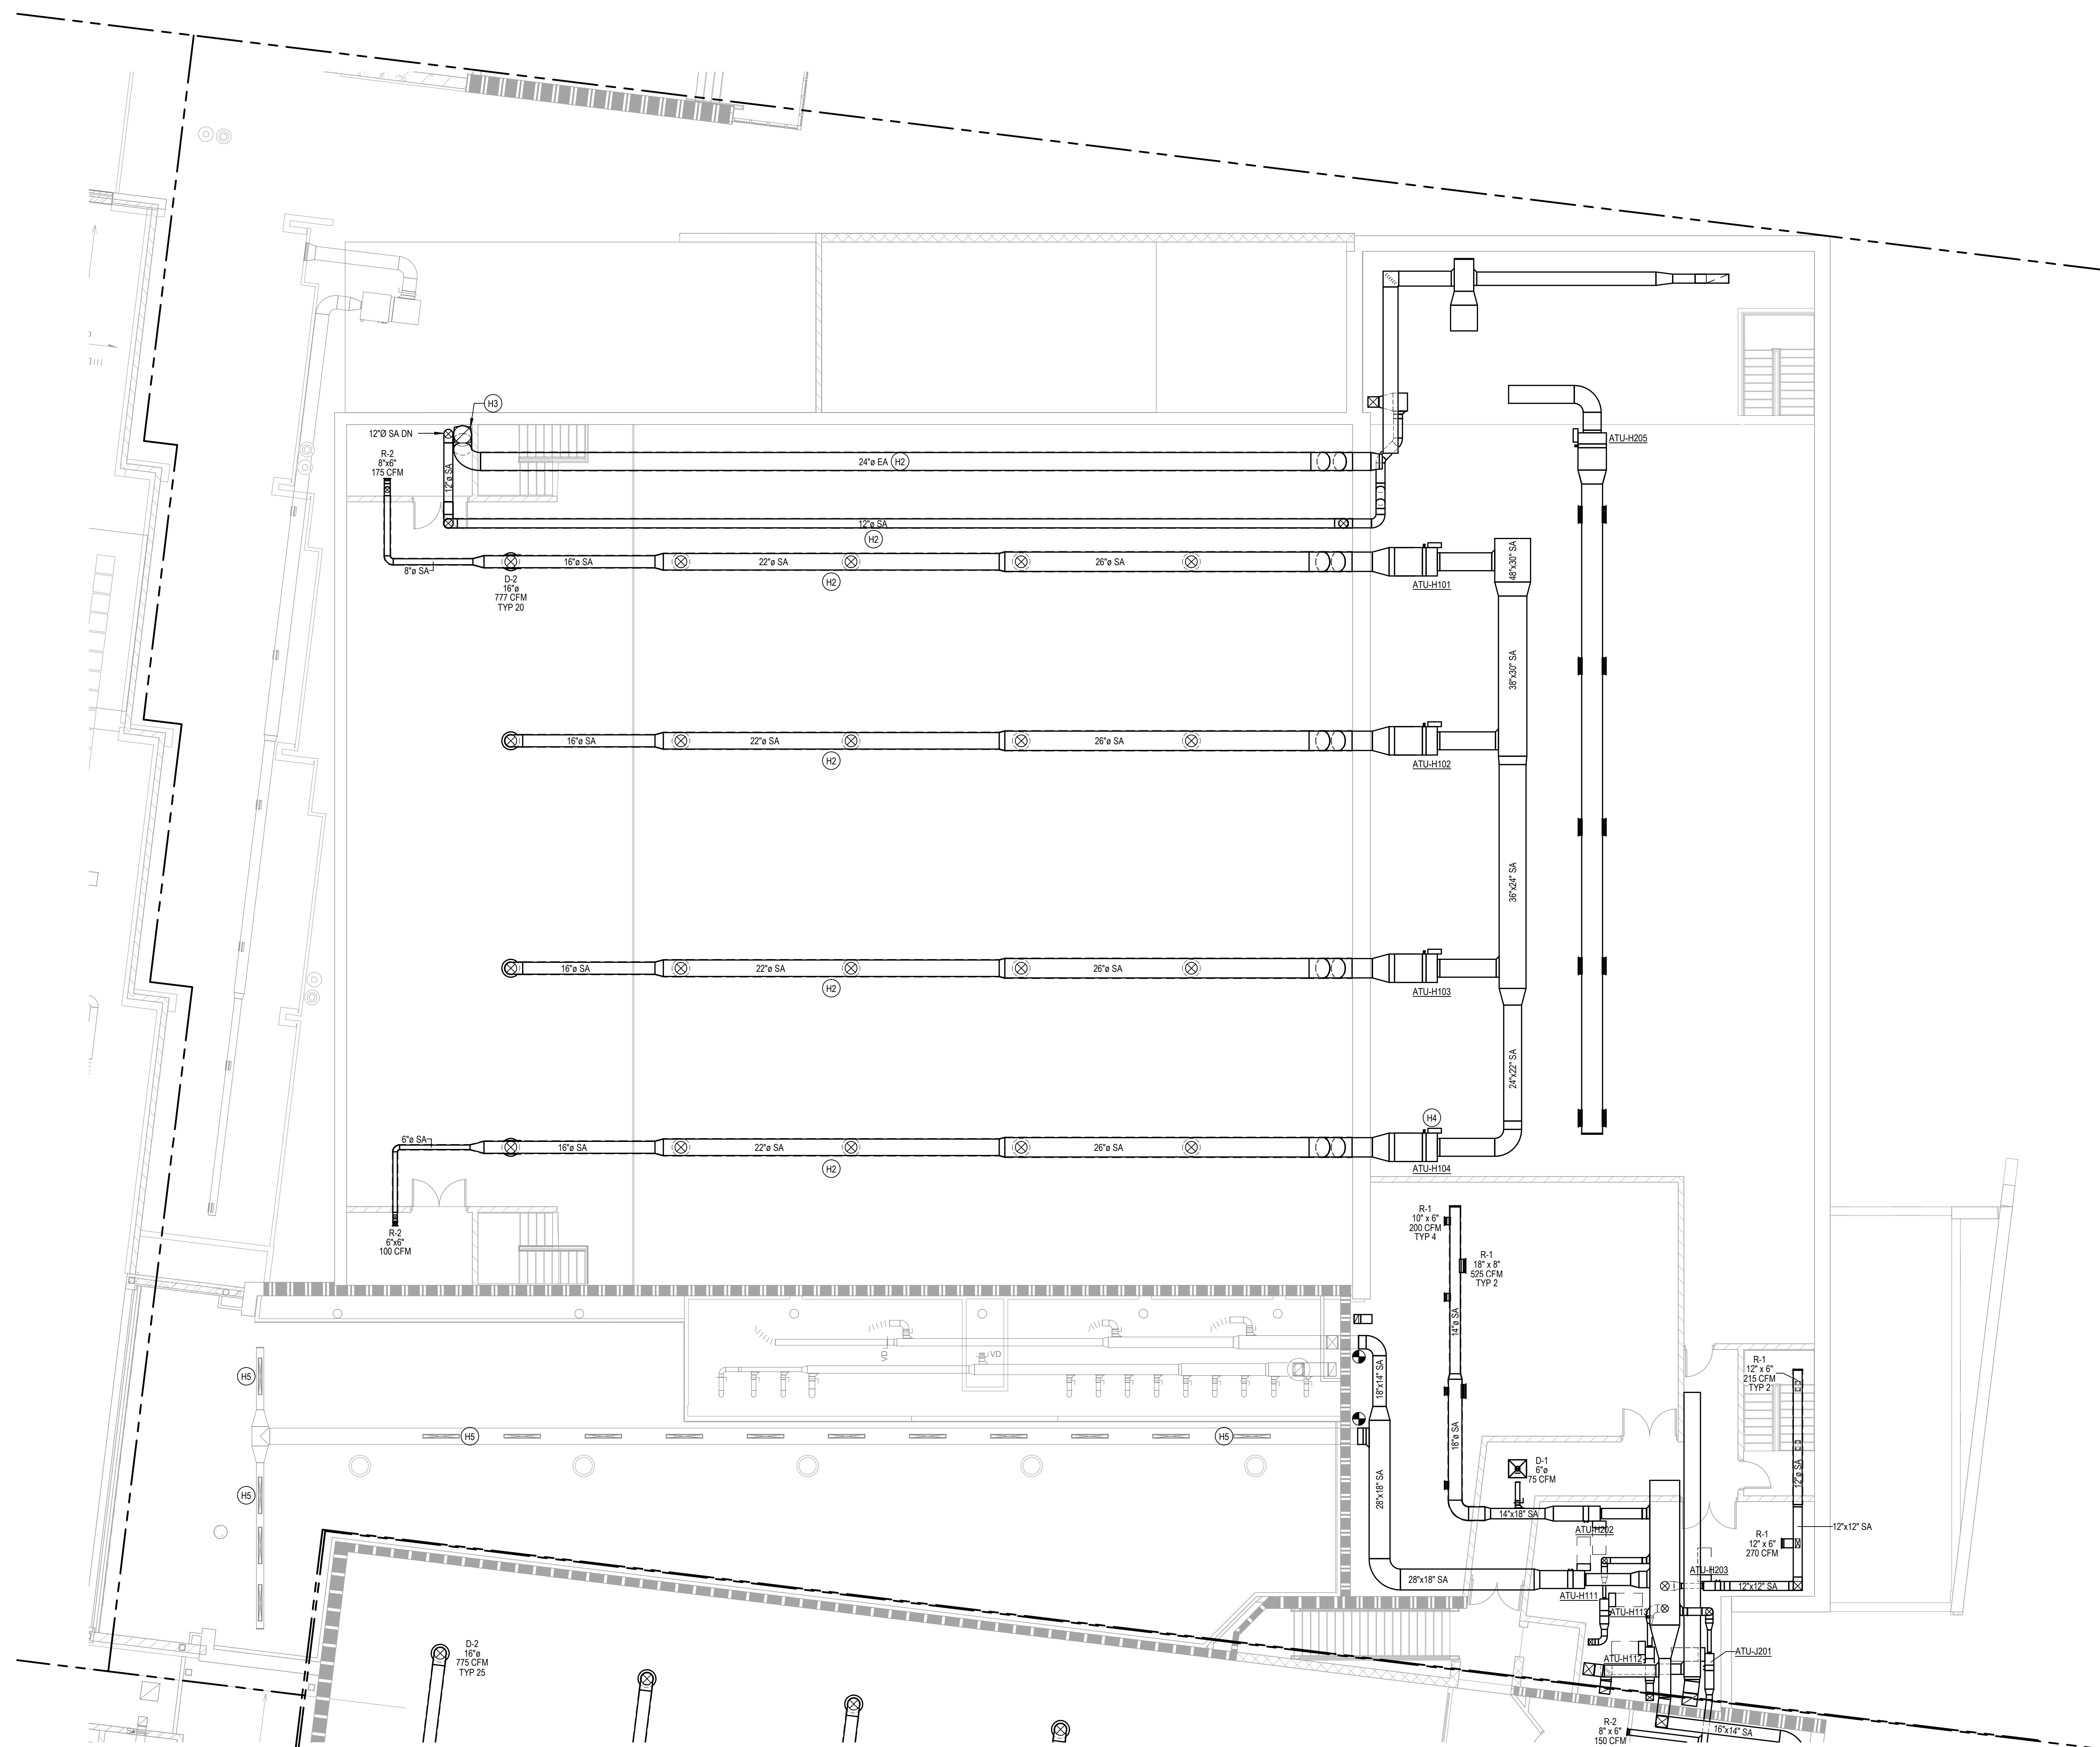 H3
12"Ø SA DN
R-2
8"x6"
175 CFM
12"ø SA
24"ø EA
H2
ATU-H205
12"ø SA
H2
8"ø SA
D-2
16"ø
777 CFM
TYP 20
16"ø SA
22"ø SA
H2
26"ø SA
ATU-H101
48"x30" SA
38"x30" SA
16"ø SA
22"ø SA
H2
26"ø SA
ATU-H102
36"x24" SA
16"ø SA
22"ø SA
H2
26"ø SA
ATU-H103
24"x22" SA
H4
6"ø SA
16"ø SA
22"ø SA
H2
26"ø SA
ATU-H104
R-2
6"x6"
100 CFM
R-1
10" x 6"
200 CFM
TYP 4
R-1
18" x 8"
525 CFM
TYP 2
14"ø SA
VD
VD
18"x14" SA
H5
H5
H5
H5
R-1
12" x 6"
215 CFM
TYP 2
18"ø SA
28"x18" SA
D-1
6"ø
75 CFM
12"ø SA
14"x18" SA
ATU-H202
12"x12" SA
R-1
12" x 6"
270 CFM
28"x18" SA
ATU-H203
12"x12" SA
ATU-H111
ATU-H113
ATU-J201
ATU-H112
D-2
16"ø
775 CFM
TYP 25
R-2
8" x 6"
150 CFM
16"x14" SA
SA